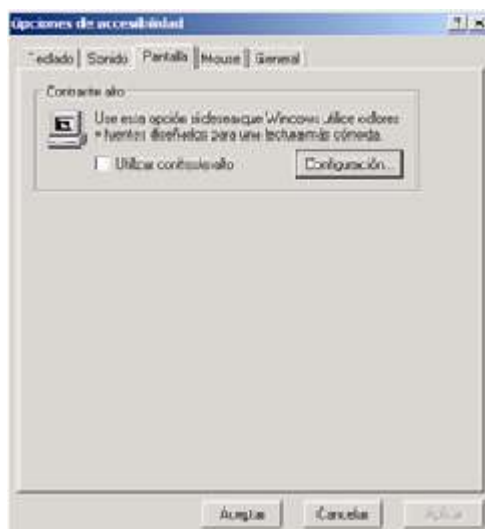 Opciones de accesibilidad
Teclado Sonido Pantalla Mouse General
Contraste alto
Use esta opción si desea que Windows utilice colores
y fuentes diseñados para una lectura más cómoda.
Utilizar contraste alto Configuración...
Aceptar Cancelar Aplicar